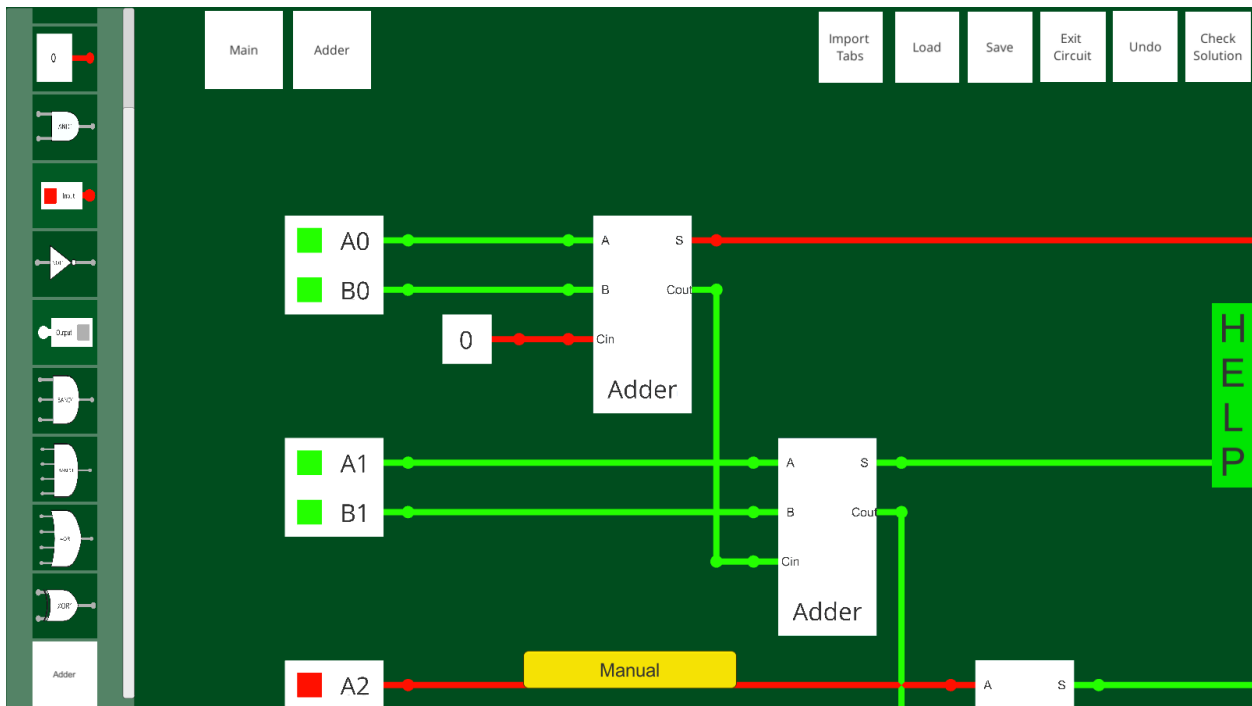 0
Main
Adder
Import
Tabs
Load
Save
Exit
Circuit
Undo
Check
Solution
Input
Output
Adder
A0
B0
0
A
B
Cin
S
Cout
Adder
A1
B1
A
B
Cin
S
Cout
Adder
HELP
Manual
A2
A
S